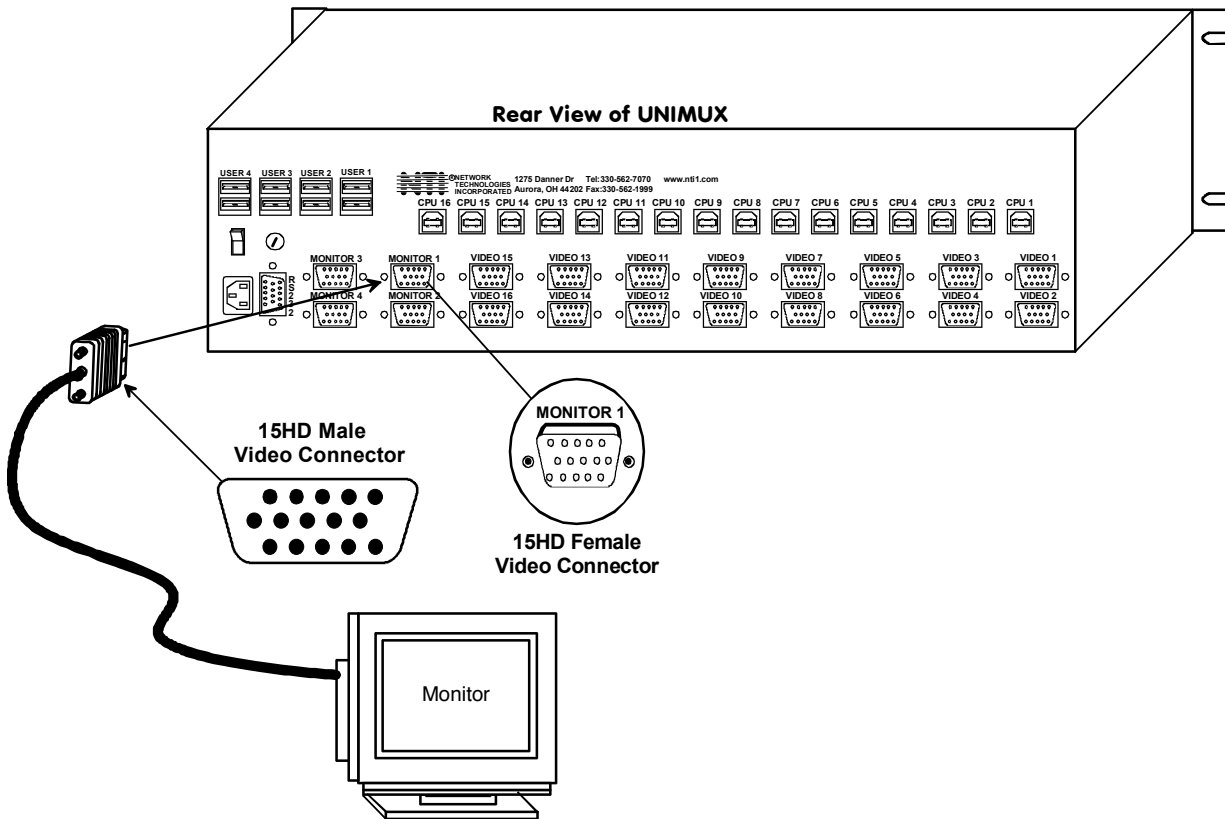 Rear View of UNIMUX
USER 4 USER 3 USER 2 USER 1
NTI
® NETWORK
TECHNOLOGIES
INCORPORATED
1275 Danner Dr Tel:330-562-7070 www.nti1.com
Aurora, OH 44202 Fax:330-562-1999
CPU 16 CPU 15 CPU 14 CPU 13 CPU 12 CPU 11 CPU 10 CPU 9 CPU 8 CPU 7 CPU 6 CPU 5 CPU 4 CPU 3 CPU 2 CPU 1
MONITOR 3 MONITOR 1 VIDEO 15 VIDEO 13 VIDEO 11 VIDEO 9 VIDEO 7 VIDEO 5 VIDEO 3 VIDEO 1
RS232
MONITOR 4 MONITOR 2 VIDEO 16 VIDEO 14 VIDEO 12 VIDEO 10 VIDEO 8 VIDEO 6 VIDEO 4 VIDEO 2
MONITOR 1
15HD Male
Video Connector
15HD Female
Video Connector
Monitor